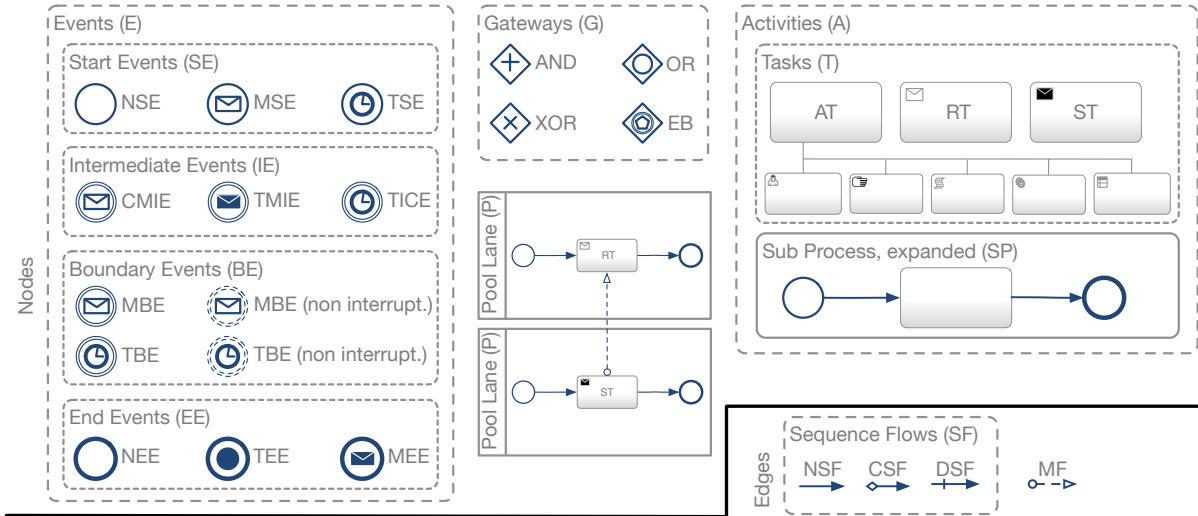 Nodes
Events (E)
Start Events (SE)
NSE MSE TSE
Intermediate Events (IE)
CMIE TMIE TICE
Boundary Events (BE)
MBE MBE (non interrupt.)
TBE TBE (non interrupt.)
End Events (EE)
NEE TEE MEE
Gateways (G)
AND OR
XOR EB
Pool Lane (P)
RT
Pool Lane (P)
ST
Activities (A)
Tasks (T)
AT RT ST
Sub Process, expanded (SP)
Edges
Sequence Flows (SF)
NSF CSF DSF MF